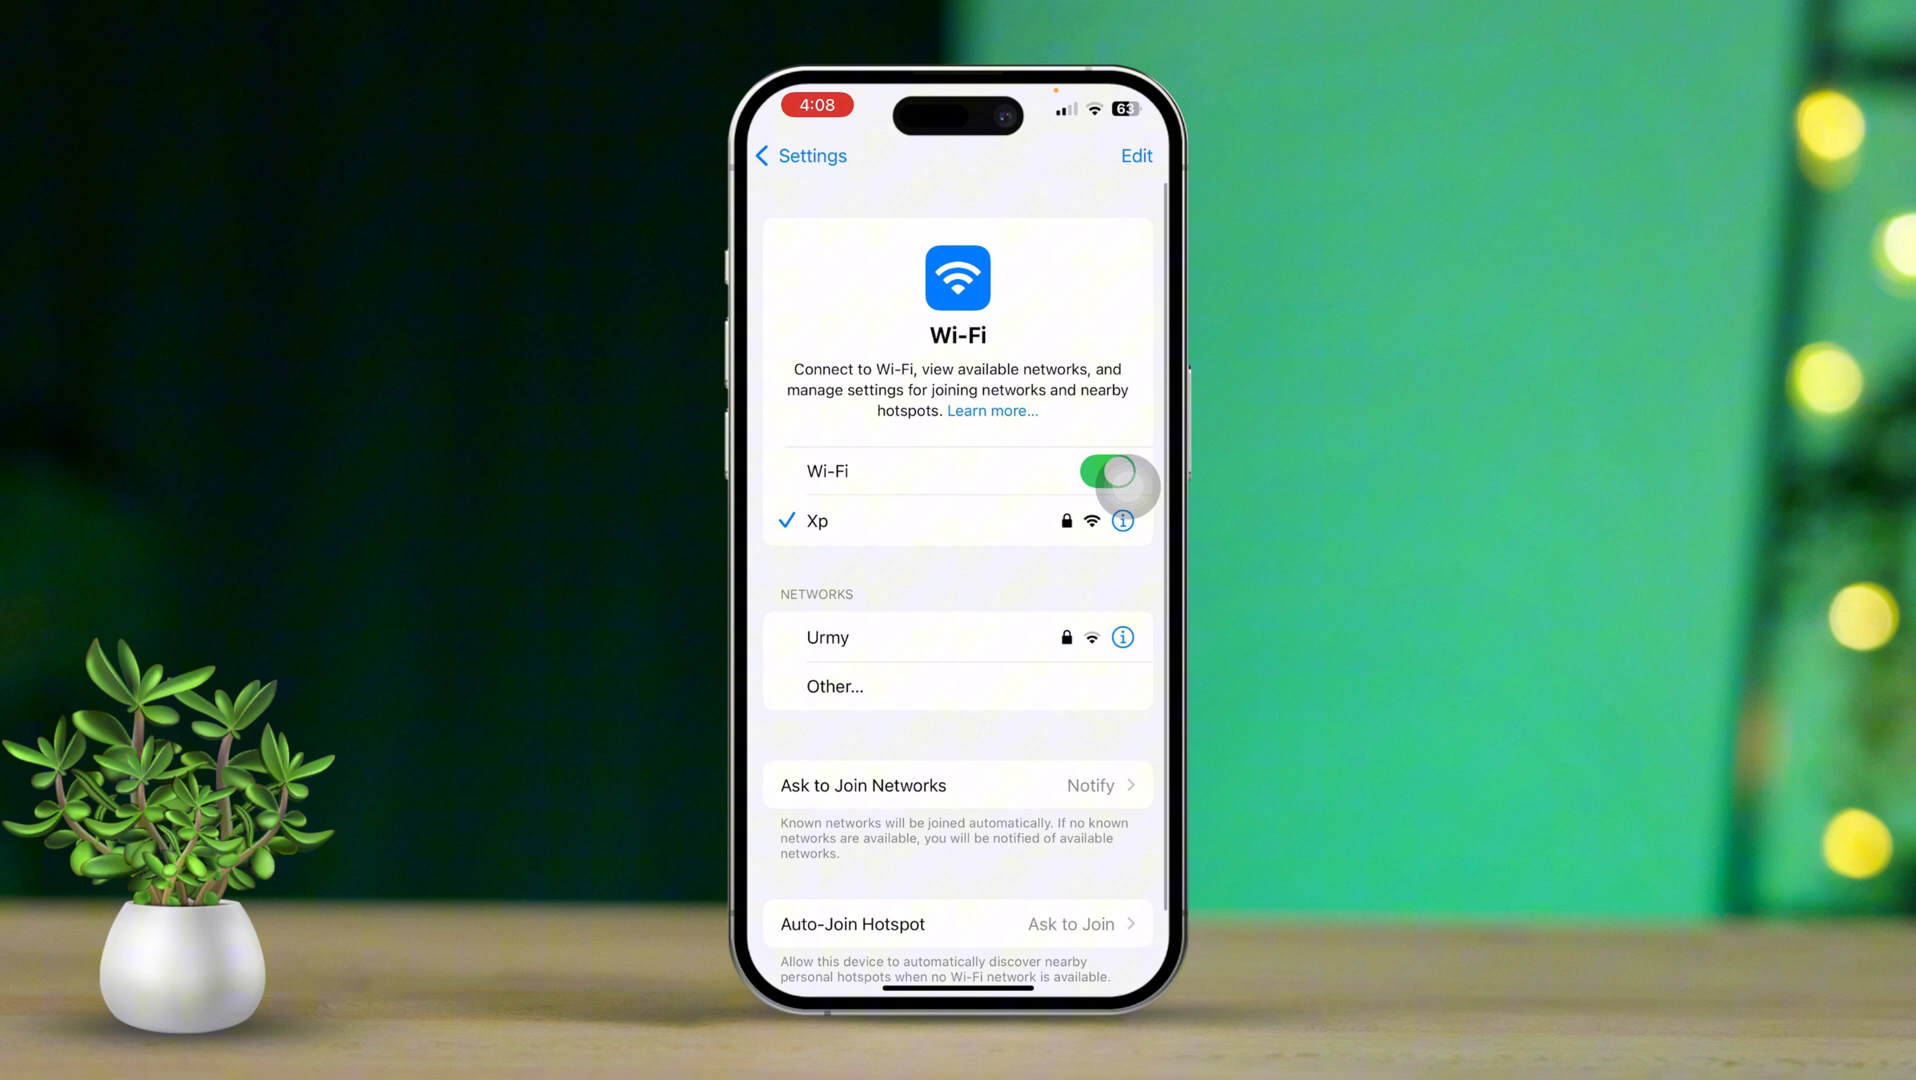 4:08
63
Settings
Edit
Wi-Fi
Connect to Wi-Fi, view available networks, and
manage settings for joining networks and nearby
hotspots. Learn more...
Wi-Fi
Xp
NETWORKS
Urmy
Other...
Ask to Join Networks
Notify
Known networks will be joined automatically. If no known
networks are available, you will be notified of available
networks.
Auto-Join Hotspot
Ask to Join
Allow this device to automatically discover nearby
personal hotspots when no Wi-Fi network is available.